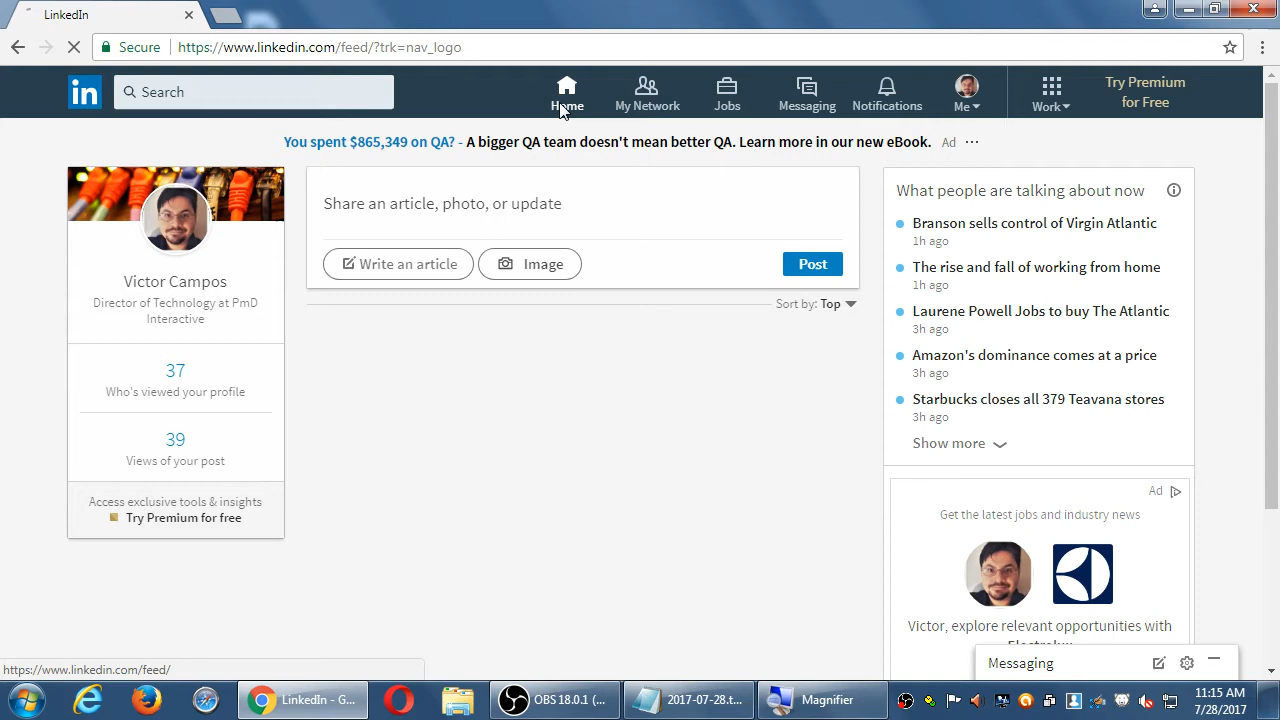 LinkedIn
Secure
https://www.linkedin.com/feed/?trk=nav_logo
in
Search
Home
My Network
Jobs
Messaging
Notifications
Me
Work
Try Premium
for Free
You spent $865,349 on QA? - A bigger QA team doesn't mean better QA. Learn more in our new eBook. Ad ...
Victor Campos
Director of Technology at PmD
Interactive
37
Who's viewed your profile
39
Views of your post
Access exclusive tools & insights
Try Premium for free
Share an article, photo, or update
Write an article
Image
Post
Sort by: Top
What people are talking about now
Branson sells control of Virgin Atlantic
1h ago
The rise and fall of working from home
1h ago
Laurene Powell Jobs to buy The Atlantic
3h ago
Amazon's dominance comes at a price
3h ago
Starbucks closes all 379 Teavana stores
3h ago
Show more
Ad
Get the latest jobs and industry news
Victor, explore relevant opportunities with
Electrolux
Messaging
https://www.linkedin.com/feed/
LinkedIn - G...
OBS 18.0.1 (...
2017-07-28.t...
Magnifier
11:15 AM
7/28/2017